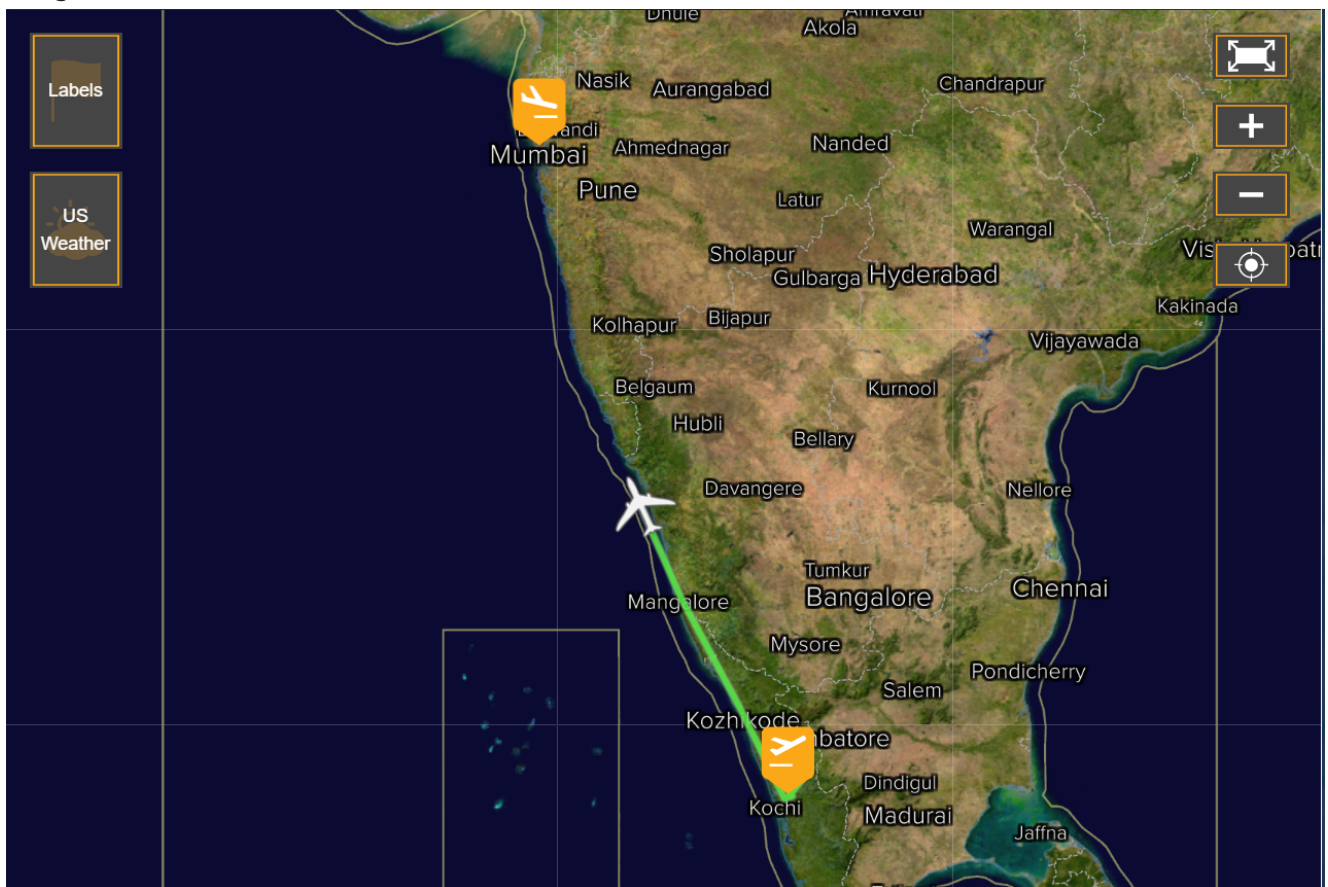 Dhule
Akola
Amravati
Labels
Nasik
Aurangabad
Chandrapur
Mumbai
Ahmednagar
Nanded
Pune
Latur
US
Weather
Warangal
Sholapur
Gulbarga
Hyderabad
Kakinada
Kolhapur
Bijapur
Vijayawada
Belgaum
Kurnool
Hubli
Bellary
Davangere
Nellore
Tumkur
Bangalore
Chennai
Mangalore
Mysore
Pondicherry
Salem
Kozhikode
mbatore
Dindigul
Kochi
Madurai
Jaffna